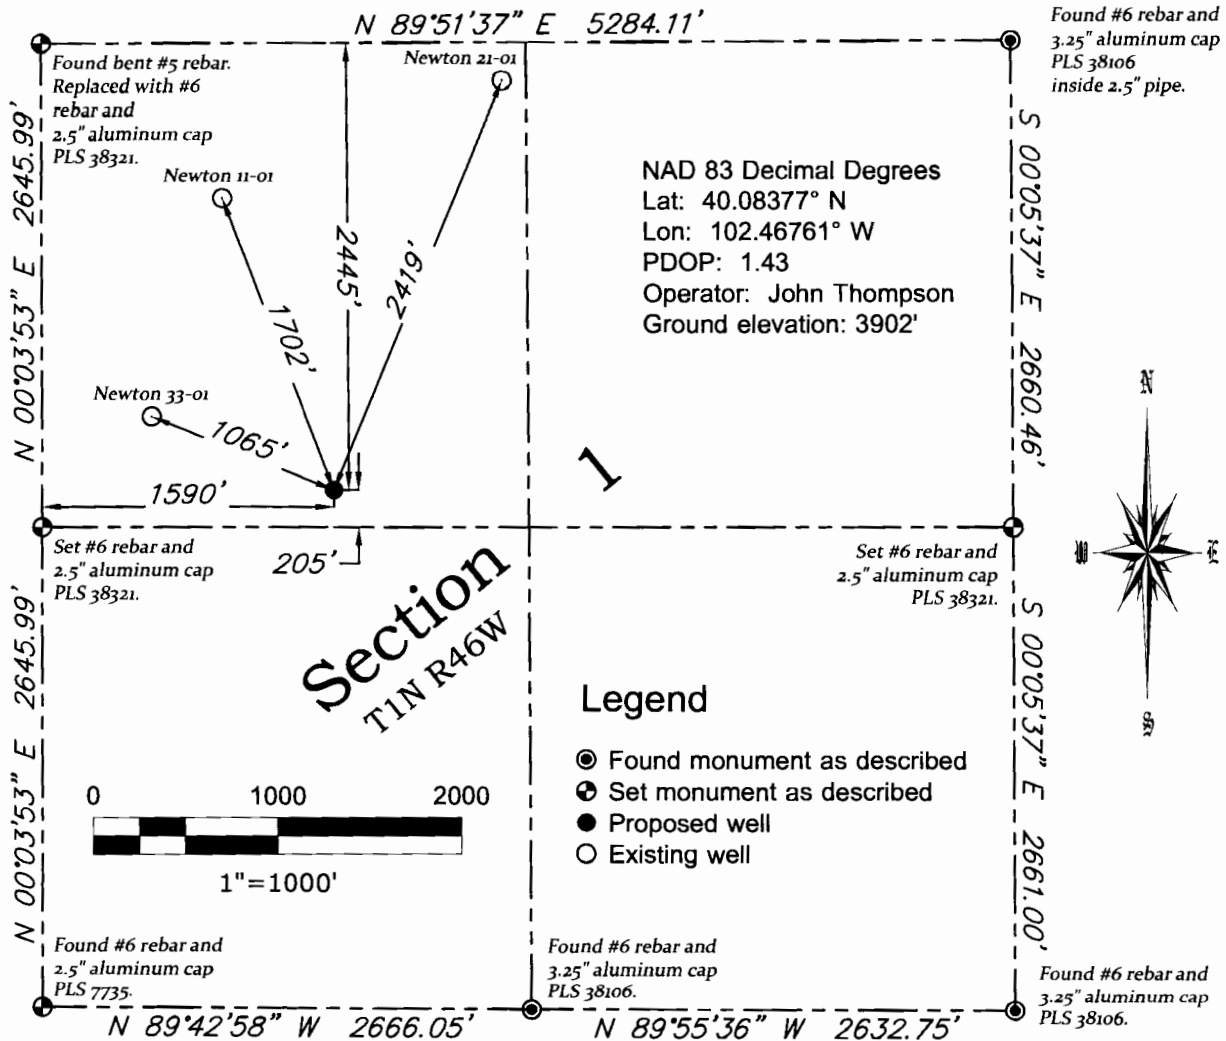 N 89°51'37" E 5284.11'
Found #6 rebar and
3.25" aluminum cap
PLS 38106
inside 2.5" pipe.
Found bent #5 rebar.
Replaced with #6
rebar and
2.5" aluminum cap
PLS 38321.
Newton 21-01
Newton 11-01
Newton 33-01
N 00°03'53" E 2645.99'
2445'
2419'
1702'
1065'
1590'
205'
NAD 83 Decimal Degrees
Lat: 40.08377° N
Lon: 102.46761° W
PDOP: 1.43
Operator: John Thompson
Ground elevation: 3902'
S 00°05'37" E 2660.46'
N
W
E
S
Set #6 rebar and
2.5" aluminum cap
PLS 38321.
Set #6 rebar and
2.5" aluminum cap
PLS 38321.
Section 1
T1N R46W
N 00°03'53" E 2645.99'
S 00°05'37" E 2661.00'
Legend
Found monument as described
Set monument as described
Proposed well
Existing well
0 1000 2000
1"=1000'
Found #6 rebar and
2.5" aluminum cap
PLS 7735.
Found #6 rebar and
3.25" aluminum cap
PLS 38106.
Found #6 rebar and
3.25" aluminum cap
PLS 38106.
N 89°42'58" W 2666.05'
N 89°55'36" W 2632.75'